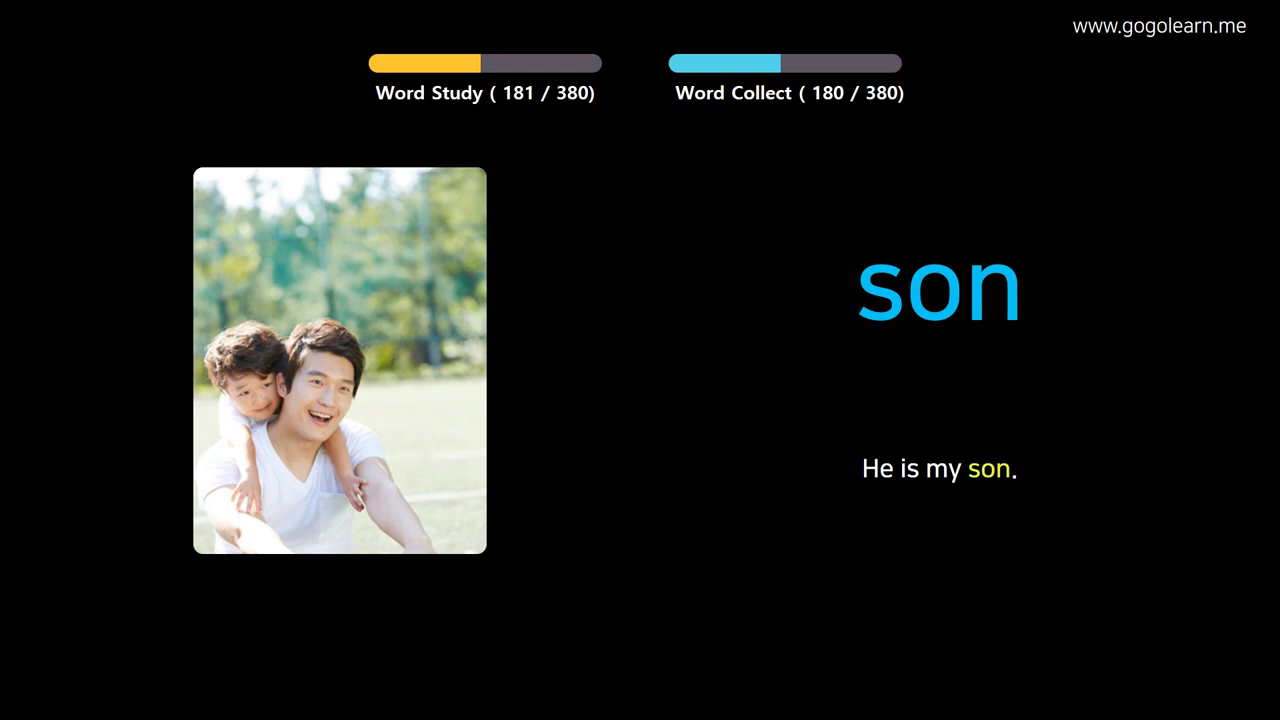 www.gogolearn.me
Word Study ( 181 / 380)
Word Collect ( 180 / 380)
son
He is my son.